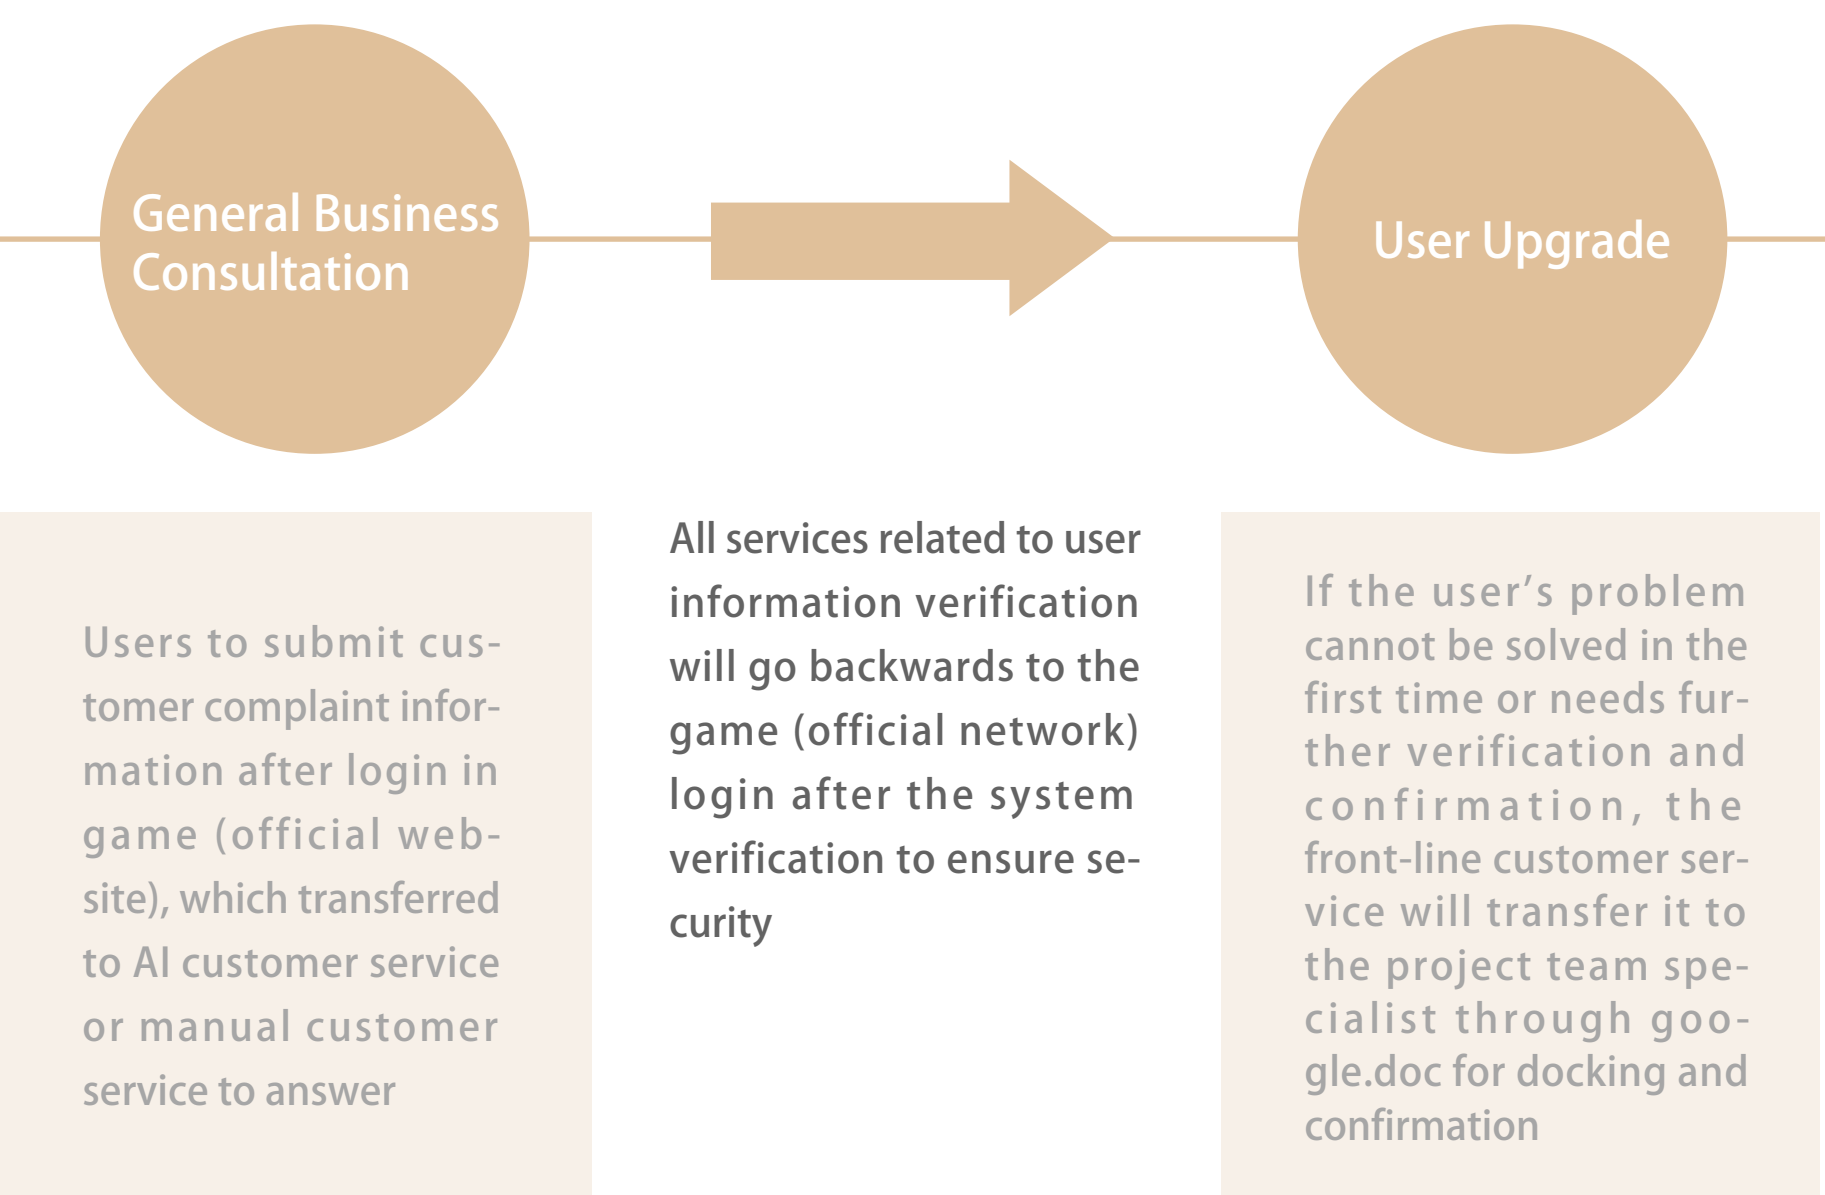 General Business
Consultation
User Upgrade
Users to submit cus-
tomer complaint infor-
mation after login in
game (official web-
site), which transferred
to AI customer service
or manual customer
service to answer
All services related to user
information verification
will go backwards to the
game (official network)
login after the system
verification to ensure se-
curity
If the user’s problem
cannot be solved in the
first time or needs fur-
ther verification and
confirmation, the
front-line customer ser-
vice will transfer it to
the project team spe-
cialist through goo-
gle.doc for docking and
confirmation